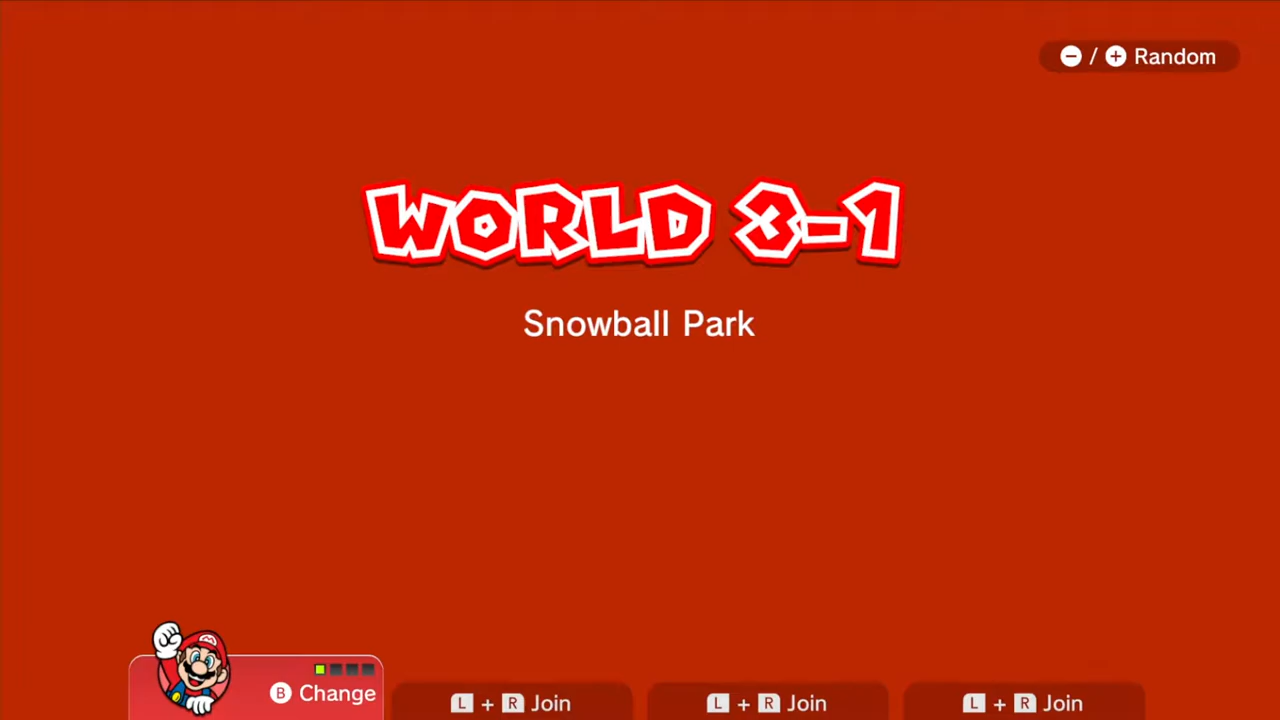 - / + Random
WORLD 3-1
Snowball Park
B Change
L + R Join
L + R Join
L + R Join